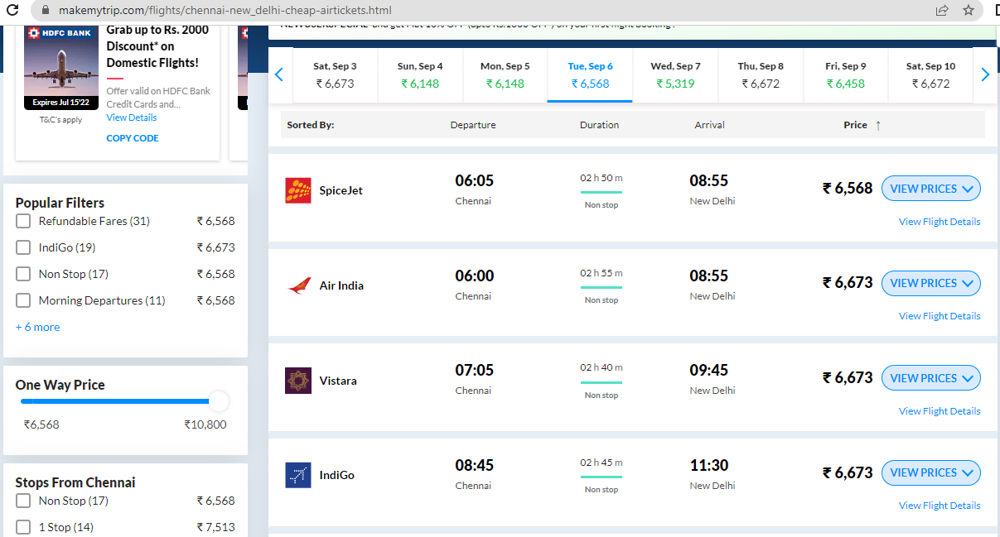 makemytrip.com/flights/chennai-new_delhi-cheap-airtickets.html
HDFC BANK
Expires Jul 15'22
T&C's apply
Grab up to Rs. 2000
Discount* on
Domestic Flights!
Offer valid on HDFC Bank
Credit Cards and...
View Details
COPY CODE
Popular Filters
Refundable Fares (31) ₹ 6,568
IndiGo (19) ₹ 6,673
Non Stop (17) ₹ 6,568
Morning Departures (11) ₹ 6,568
+ 6 more
One Way Price
₹6,568 ₹10,800
Stops From Chennai
Non Stop (17) ₹ 6,568
1 Stop (14) ₹ 7,513
Sat, Sep 3 Sun, Sep 4 Mon, Sep 5 Tue, Sep 6 Wed, Sep 7 Thu, Sep 8 Fri, Sep 9 Sat, Sep 10
₹ 6,673 ₹ 6,148 ₹ 6,148 ₹ 6,568 ₹ 5,319 ₹ 6,672 ₹ 6,458 ₹ 6,672
Sorted By: Departure Duration Arrival Price ↑
SpiceJet 06:05 02 h 50 m 08:55 ₹ 6,568 VIEW PRICES
Chennai Non stop New Delhi
View Flight Details
Air India 06:00 02 h 55 m 08:55 ₹ 6,673 VIEW PRICES
Chennai Non stop New Delhi
View Flight Details
Vistara 07:05 02 h 40 m 09:45 ₹ 6,673 VIEW PRICES
Chennai Non stop New Delhi
View Flight Details
IndiGo 08:45 02 h 45 m 11:30 ₹ 6,673 VIEW PRICES
Chennai Non stop New Delhi
View Flight Details